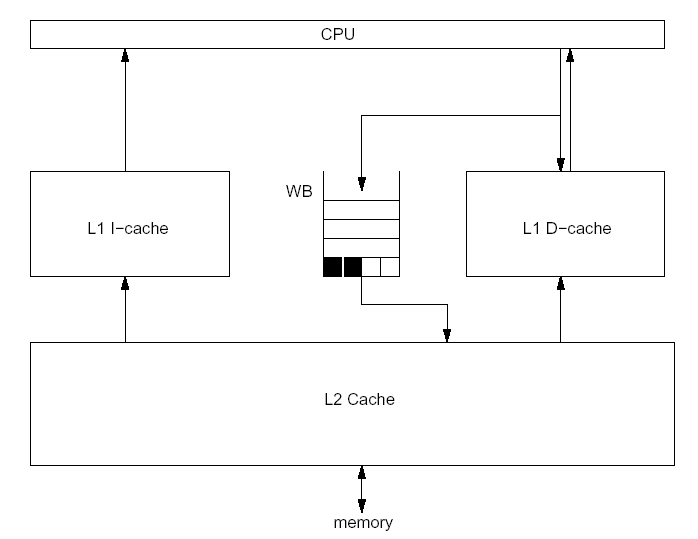 CPU
WB
L1 I−cache
L1 D−cache
L2 Cache
memory